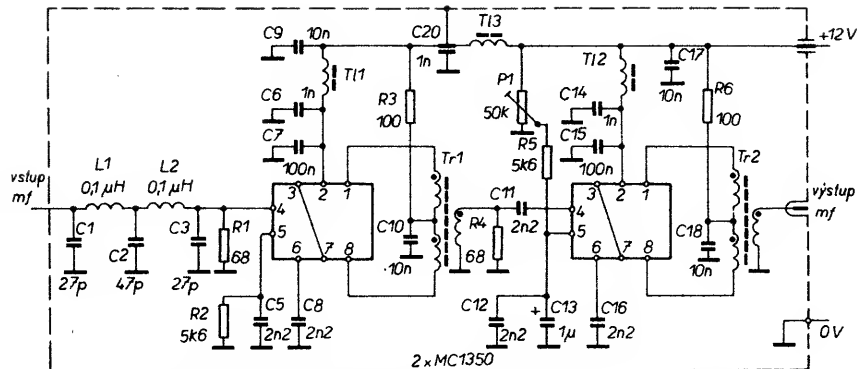 C9
10n
C20
1n
Tl3
+12V
Tl1
C6
1n
C7
100n
R3
100
P1
50k
Tl2
C14
1n
C15
100n
C17
10n
R6
100
R5
5k6
L1
0,1 µH
L2
0,1 µH
vstup
mf
C1
27p
C2
47p
C3
27p
R1
68
3 2 1
4
5
6 7 8
Tr1
C10
10n
R4
68
C11
2n2
3 2 1
4
5
6 7 8
Tr2
C18
10n
výstup
mf
R2
5k6
C5
2n2
C8
2n2
C12
2n2
+
C13
1µ
C16
2n2
0V
2 x MC1350